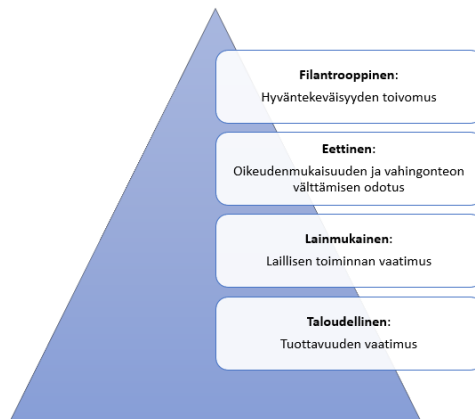 Filantrooppinen:
Hyväntekeväisyyden toivomus
Eettinen:
Oikeudenmukaisuuden ja vahingonteon
välttämisen odotus
Lainmukainen:
Laillisen toiminnan vaatimus
Taloudellinen:
Tuottavuuden vaatimus